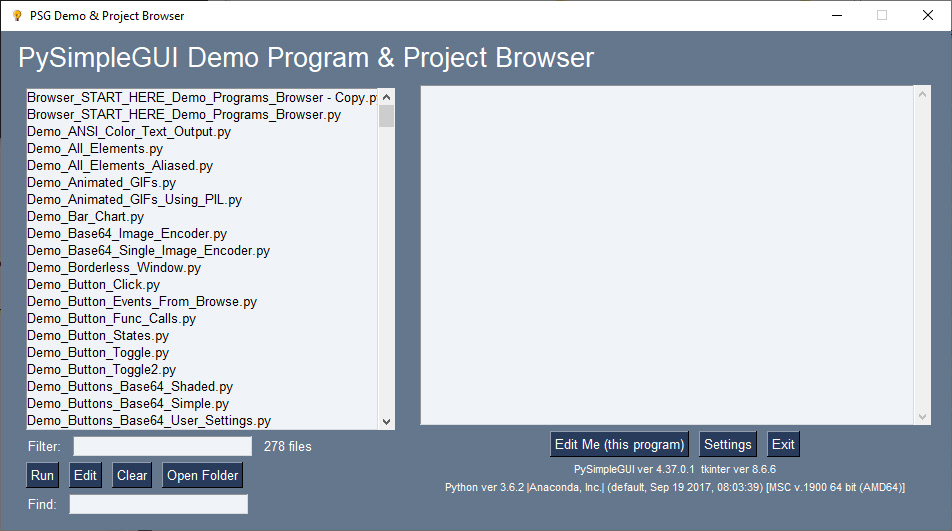 PSG Demo & Project Browser
PySimpleGUI Demo Program & Project Browser
Browser_START_HERE_Demo_Programs_Browser - Copy.py
Browser_START_HERE_Demo_Programs_Browser.py
Demo_ANSI_Color_Text_Output.py
Demo_All_Elements.py
Demo_All_Elements_Aliased.py
Demo_Animated_GIFs.py
Demo_Animated_GIFs_Using_PIL.py
Demo_Bar_Chart.py
Demo_Base64_Image_Encoder.py
Demo_Base64_Single_Image_Encoder.py
Demo_Borderless_Window.py
Demo_Button_Click.py
Demo_Button_Events_From_Browse.py
Demo_Button_Func_Calls.py
Demo_Button_States.py
Demo_Button_Toggle.py
Demo_Button_Toggle2.py
Demo_Buttons_Base64_Shaded.py
Demo_Buttons_Base64_Simple.py
Demo_Buttons_Base64_User_Settings.py
Filter: 278 files
Run Edit Clear Open Folder
Find:
Edit Me (this program) Settings Exit
PySimpleGUI ver 4.37.0.1 tkinter ver 8.6.6
Python ver 3.6.2 |Anaconda, Inc.| (default, Sep 19 2017, 08:03:39) [MSC v.1900 64 bit (AMD64)]